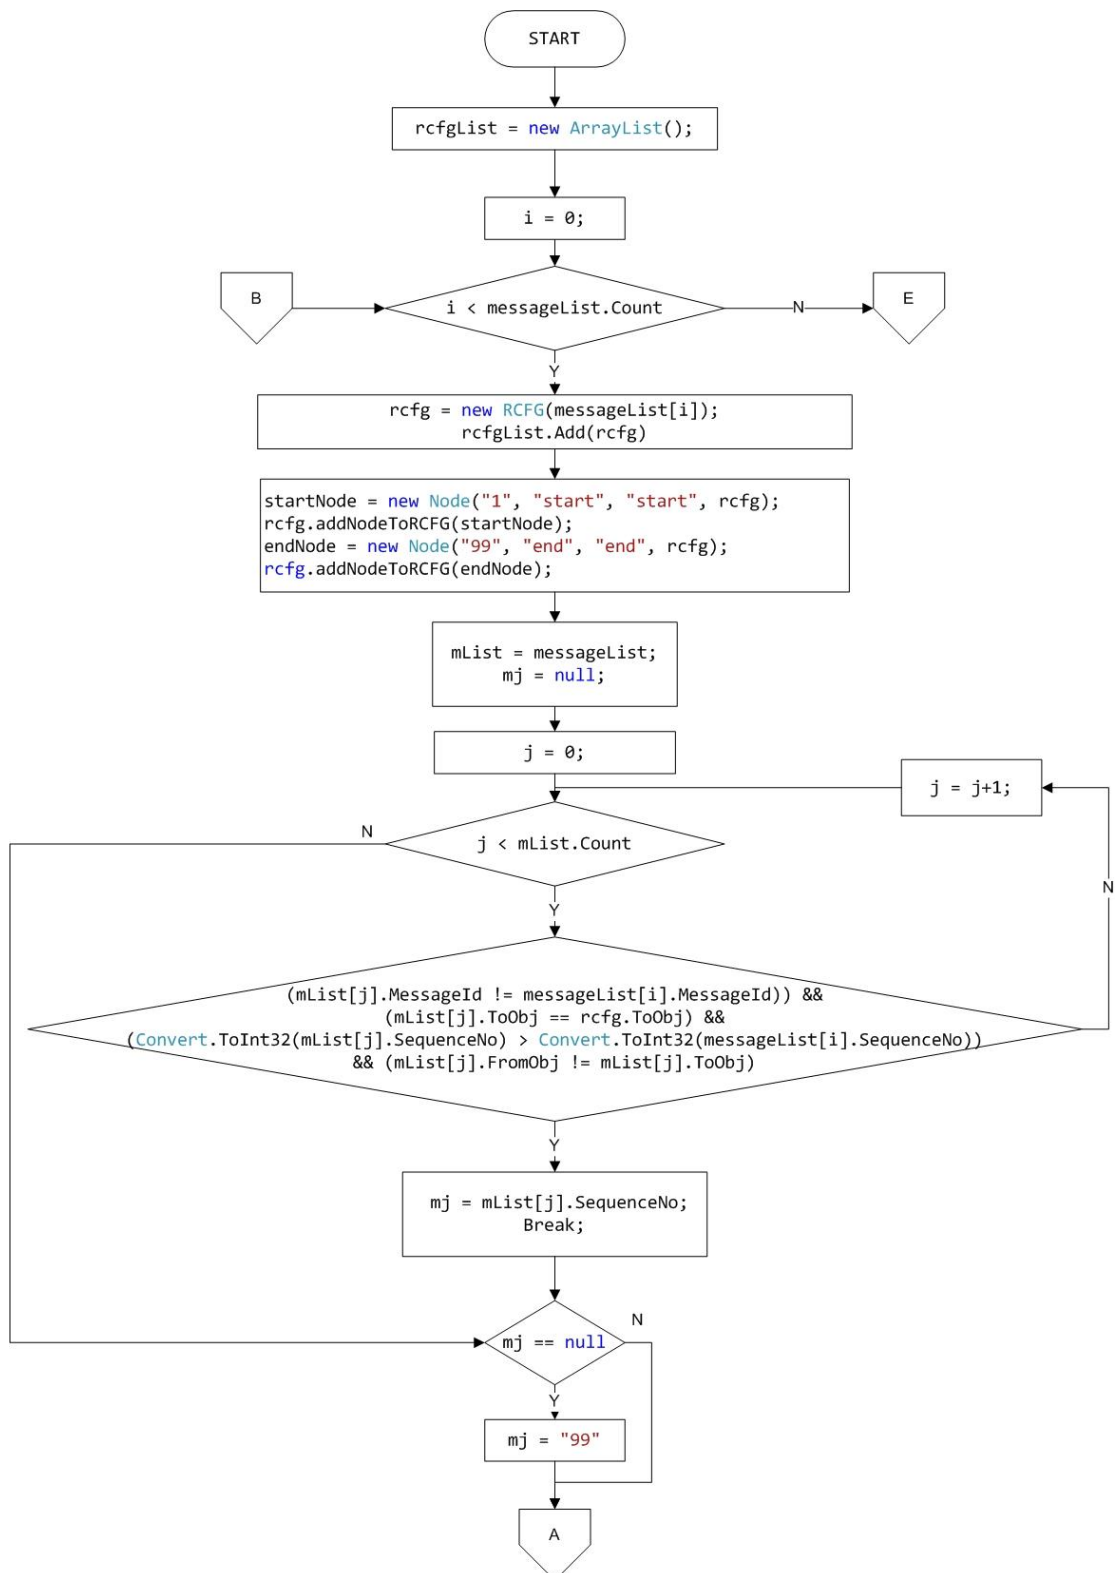 START
rcfgList = new ArrayList();
i = 0;
B
i < messageList.Count
N
E
Y
rcfg = new RCFG(messageList[i]);
rcfgList.Add(rcfg)
startNode = new Node("1", "start", "start", rcfg);
rcfg.addNodeToRCFG(startNode);
endNode = new Node("99", "end", "end", rcfg);
rcfg.addNodeToRCFG(endNode);
mList = messageList;
mj = null;
j = 0;
j = j+1;
N
j < mList.Count
N
Y
(mList[j].MessageId != messageList[i].MessageId)) &&
(mList[j].ToObj == rcfg.ToObj) &&
(Convert.ToInt32(mList[j].SequenceNo) > Convert.ToInt32(messageList[i].SequenceNo))
&& (mList[j].FromObj != mList[j].ToObj)
Y
mj = mList[j].SequenceNo;
Break;
N
mj == null
Y
mj = "99"
A